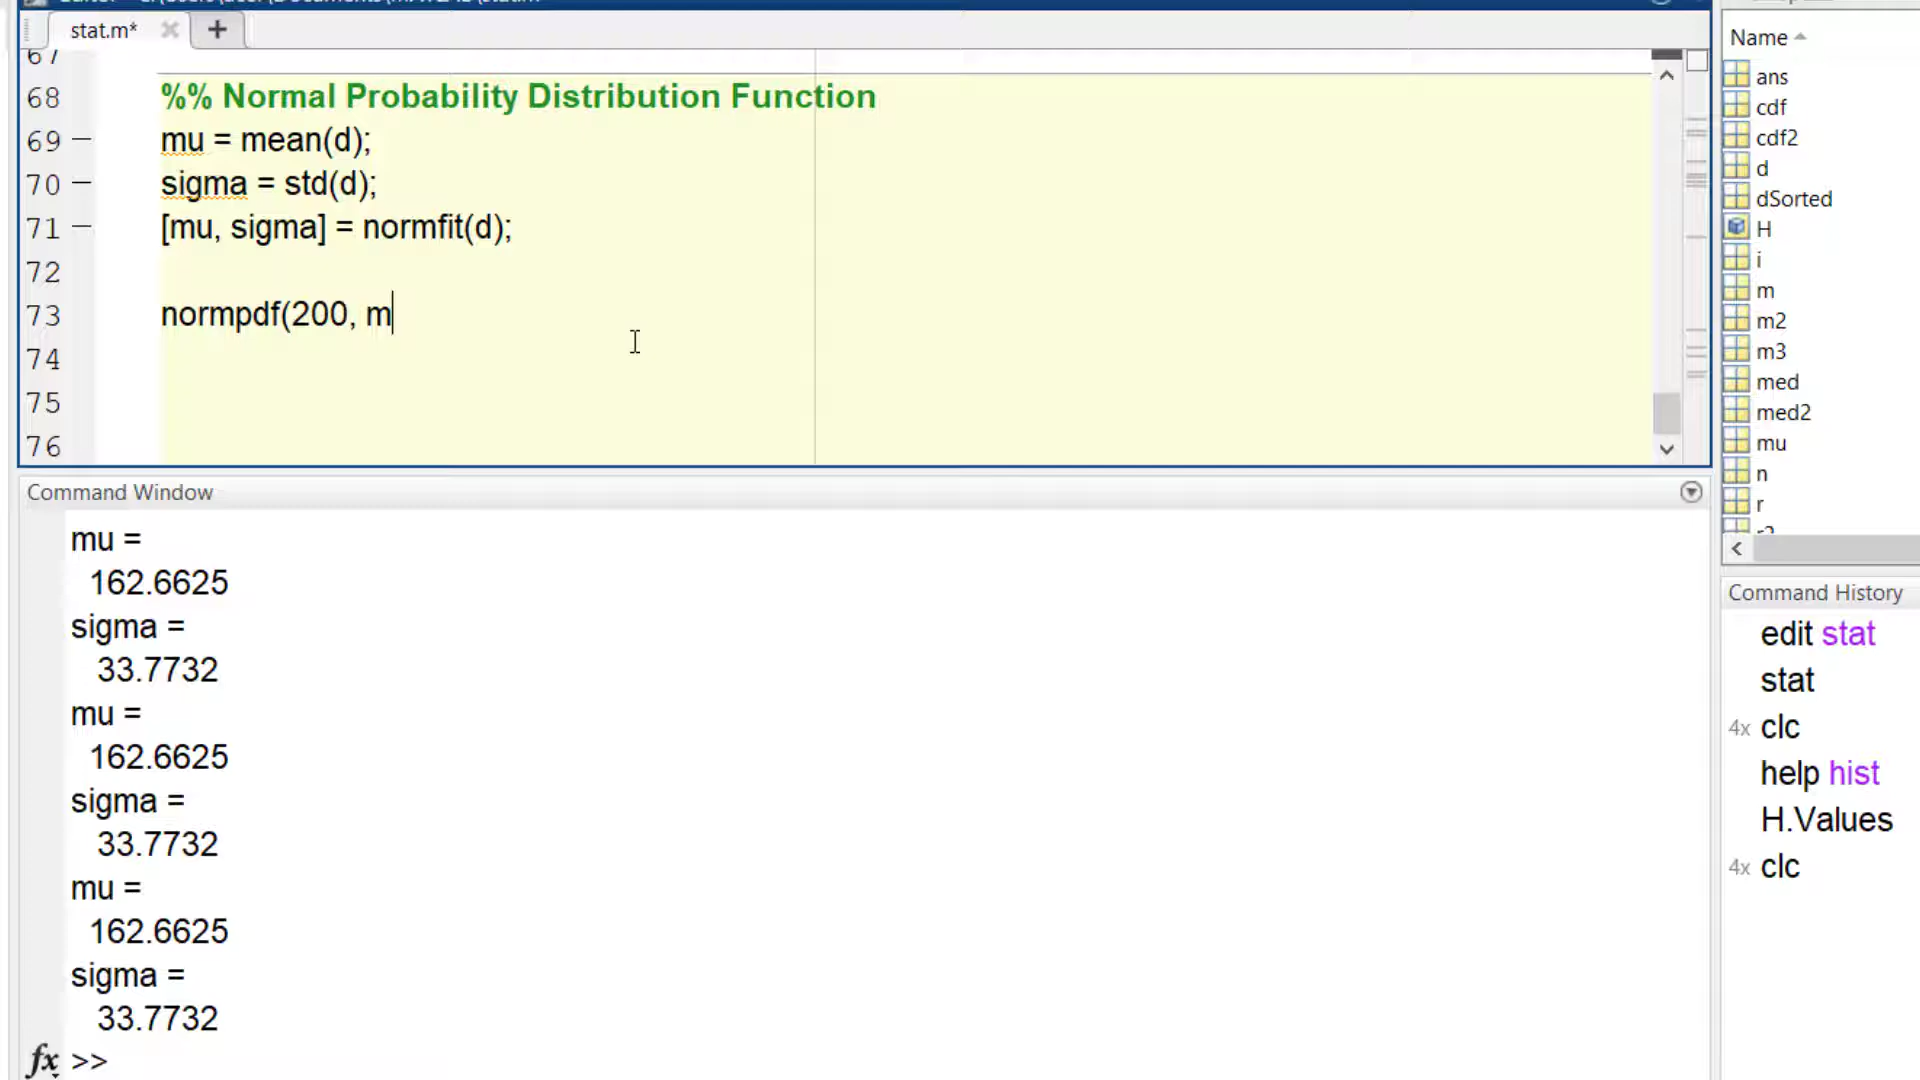 stat.m*
67
68 %% Normal Probability Distribution Function
69 — mu = mean(d);
70 — sigma = std(d);
71 — [mu, sigma] = normfit(d);
72
73 normpdf(200, m
74
75
76
Command Window
mu =
162.6625
sigma =
33.7732
mu =
162.6625
sigma =
33.7732
mu =
162.6625
sigma =
33.7732
fx >>
Name
ans
cdf
cdf2
d
dSorted
H
i
m
m2
m3
med
med2
mu
n
r
Command History
edit stat
stat
4x clc
help hist
H.Values
4x clc